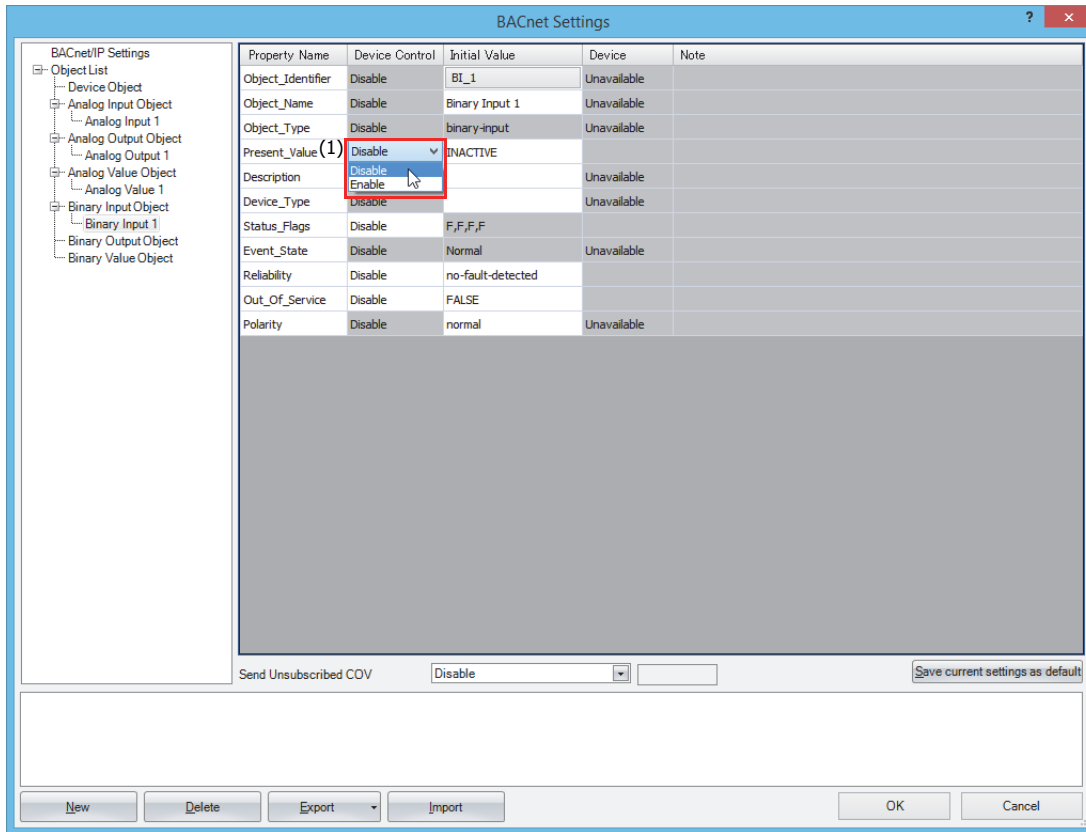 BACnet Settings
?
×
BACnet/IP Settings
Object List
Device Object
Analog Input Object
Analog Input 1
Analog Output Object
Analog Output 1
Analog Value Object
Analog Value 1
Binary Input Object
Binary Input 1
Binary Output Object
Binary Value Object
Property Name Device Control Initial Value Device Note
Object_Identifier Disable BI_1 Unavailable
Object_Name Disable Binary Input 1 Unavailable
Object_Type Disable binary-input Unavailable
Present_Value (1) Disable INACTIVE
Disable
Enable
Description Unavailable
Device_Type Disable Unavailable
Status_Flags Disable F,F,F,F
Event_State Disable Normal Unavailable
Reliability Disable no-fault-detected
Out_Of_Service Disable FALSE
Polarity Disable normal Unavailable
Send Unsubscribed COV Disable Save current settings as default
New Delete Export Import OK Cancel